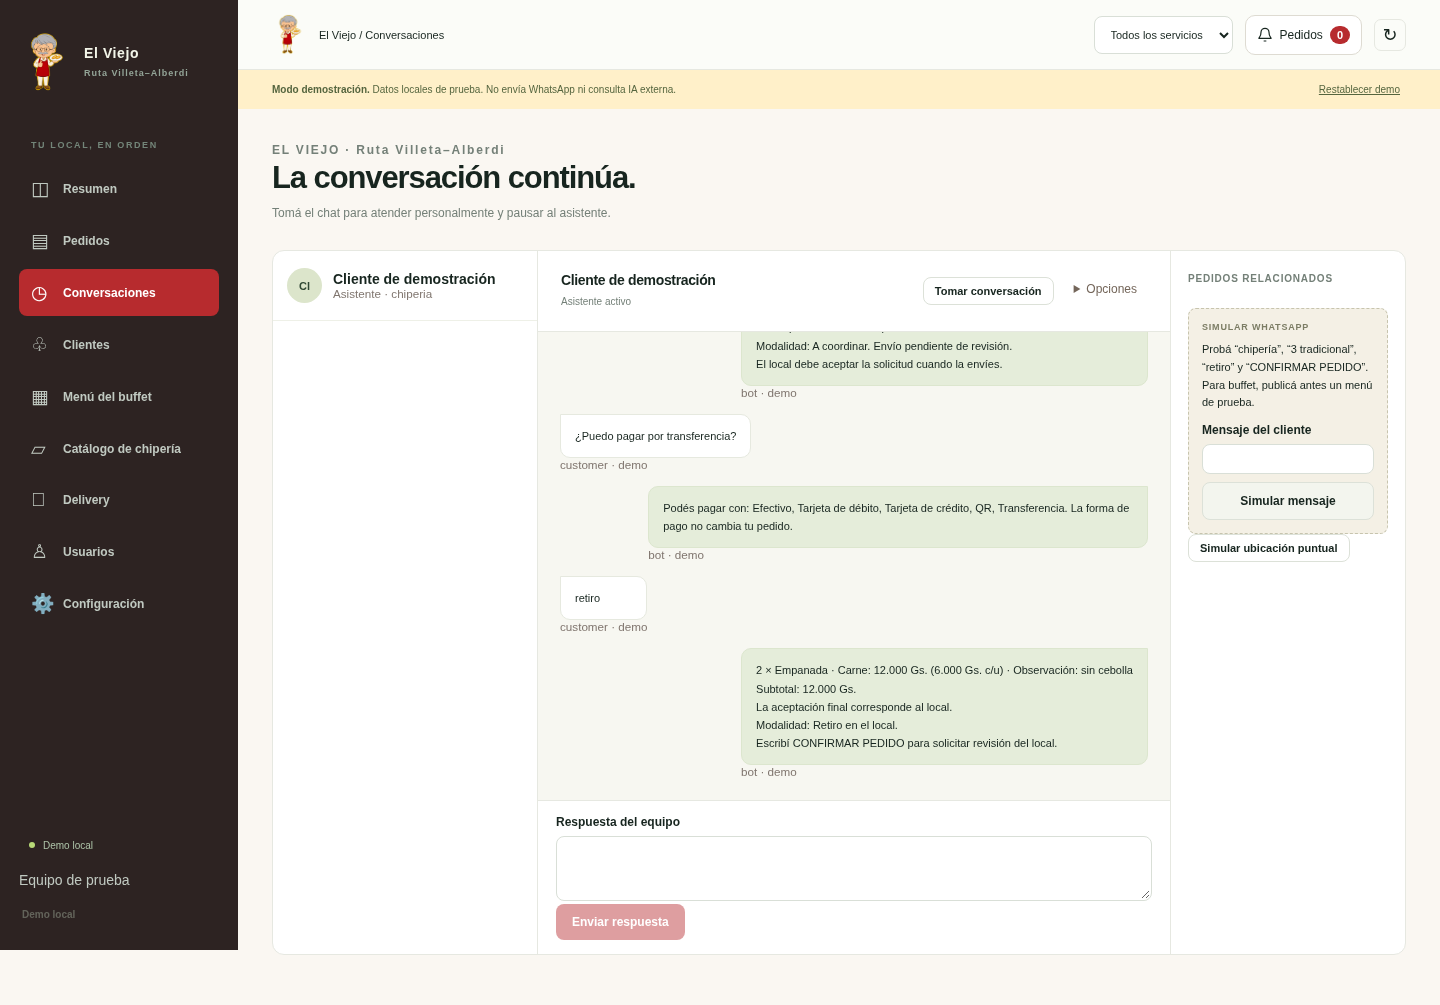 El Viejo
Ruta Villeta–Alberdi
TU LOCAL, EN ORDEN
Resumen
Pedidos
Conversaciones
Clientes
Menú del buffet
Catálogo de chipería
Delivery
Usuarios
Configuración
Demo local
Equipo de prueba
Demo local
El Viejo / Conversaciones
Todos los servicios
Pedidos 0
Modo demostración. Datos locales de prueba. No envía WhatsApp ni consulta IA externa.
Restablecer demo
EL VIEJO · Ruta Villeta–Alberdi
La conversación continúa.
Tomá el chat para atender personalmente y pausar al asistente.
CI
Cliente de demostración
Asistente · chiperia
Cliente de demostración
Asistente activo
Tomar conversación
Opciones
Modalidad: A coordinar. Envío pendiente de revisión.
El local debe aceptar la solicitud cuando la envíes.
bot · demo
¿Puedo pagar por transferencia?
customer · demo
Podés pagar con: Efectivo, Tarjeta de débito, Tarjeta de crédito, QR, Transferencia. La forma de
pago no cambia tu pedido.
bot · demo
retiro
customer · demo
2 × Empanada · Carne: 12.000 Gs. (6.000 Gs. c/u) · Observación: sin cebolla
Subtotal: 12.000 Gs.
La aceptación final corresponde al local.
Modalidad: Retiro en el local.
Escribí CONFIRMAR PEDIDO para solicitar revisión del local.
bot · demo
Respuesta del equipo
Enviar respuesta
PEDIDOS RELACIONADOS
SIMULAR WHATSAPP
Probá “chipería”, “3 tradicional”,
“retiro” y “CONFIRMAR PEDIDO”.
Para buffet, publicá antes un menú
de prueba.
Mensaje del cliente
Simular mensaje
Simular ubicación puntual